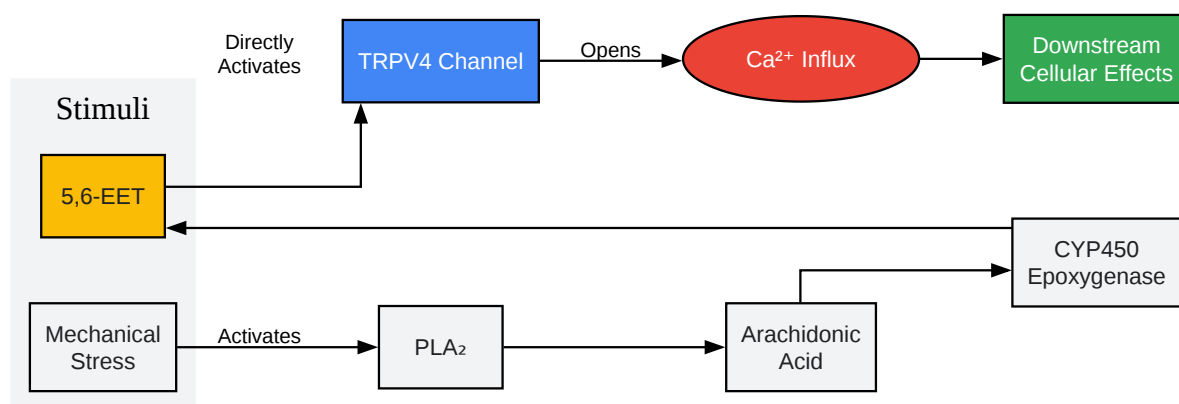 Directly
Activates
TRPV4 Channel
Opens
Ca²⁺ Influx
Downstream
Cellular Effects
Stimuli
5,6-EET
CYP450
Epoxygenase
Mechanical
Stress
Activates
PLA₂
Arachidonic
Acid